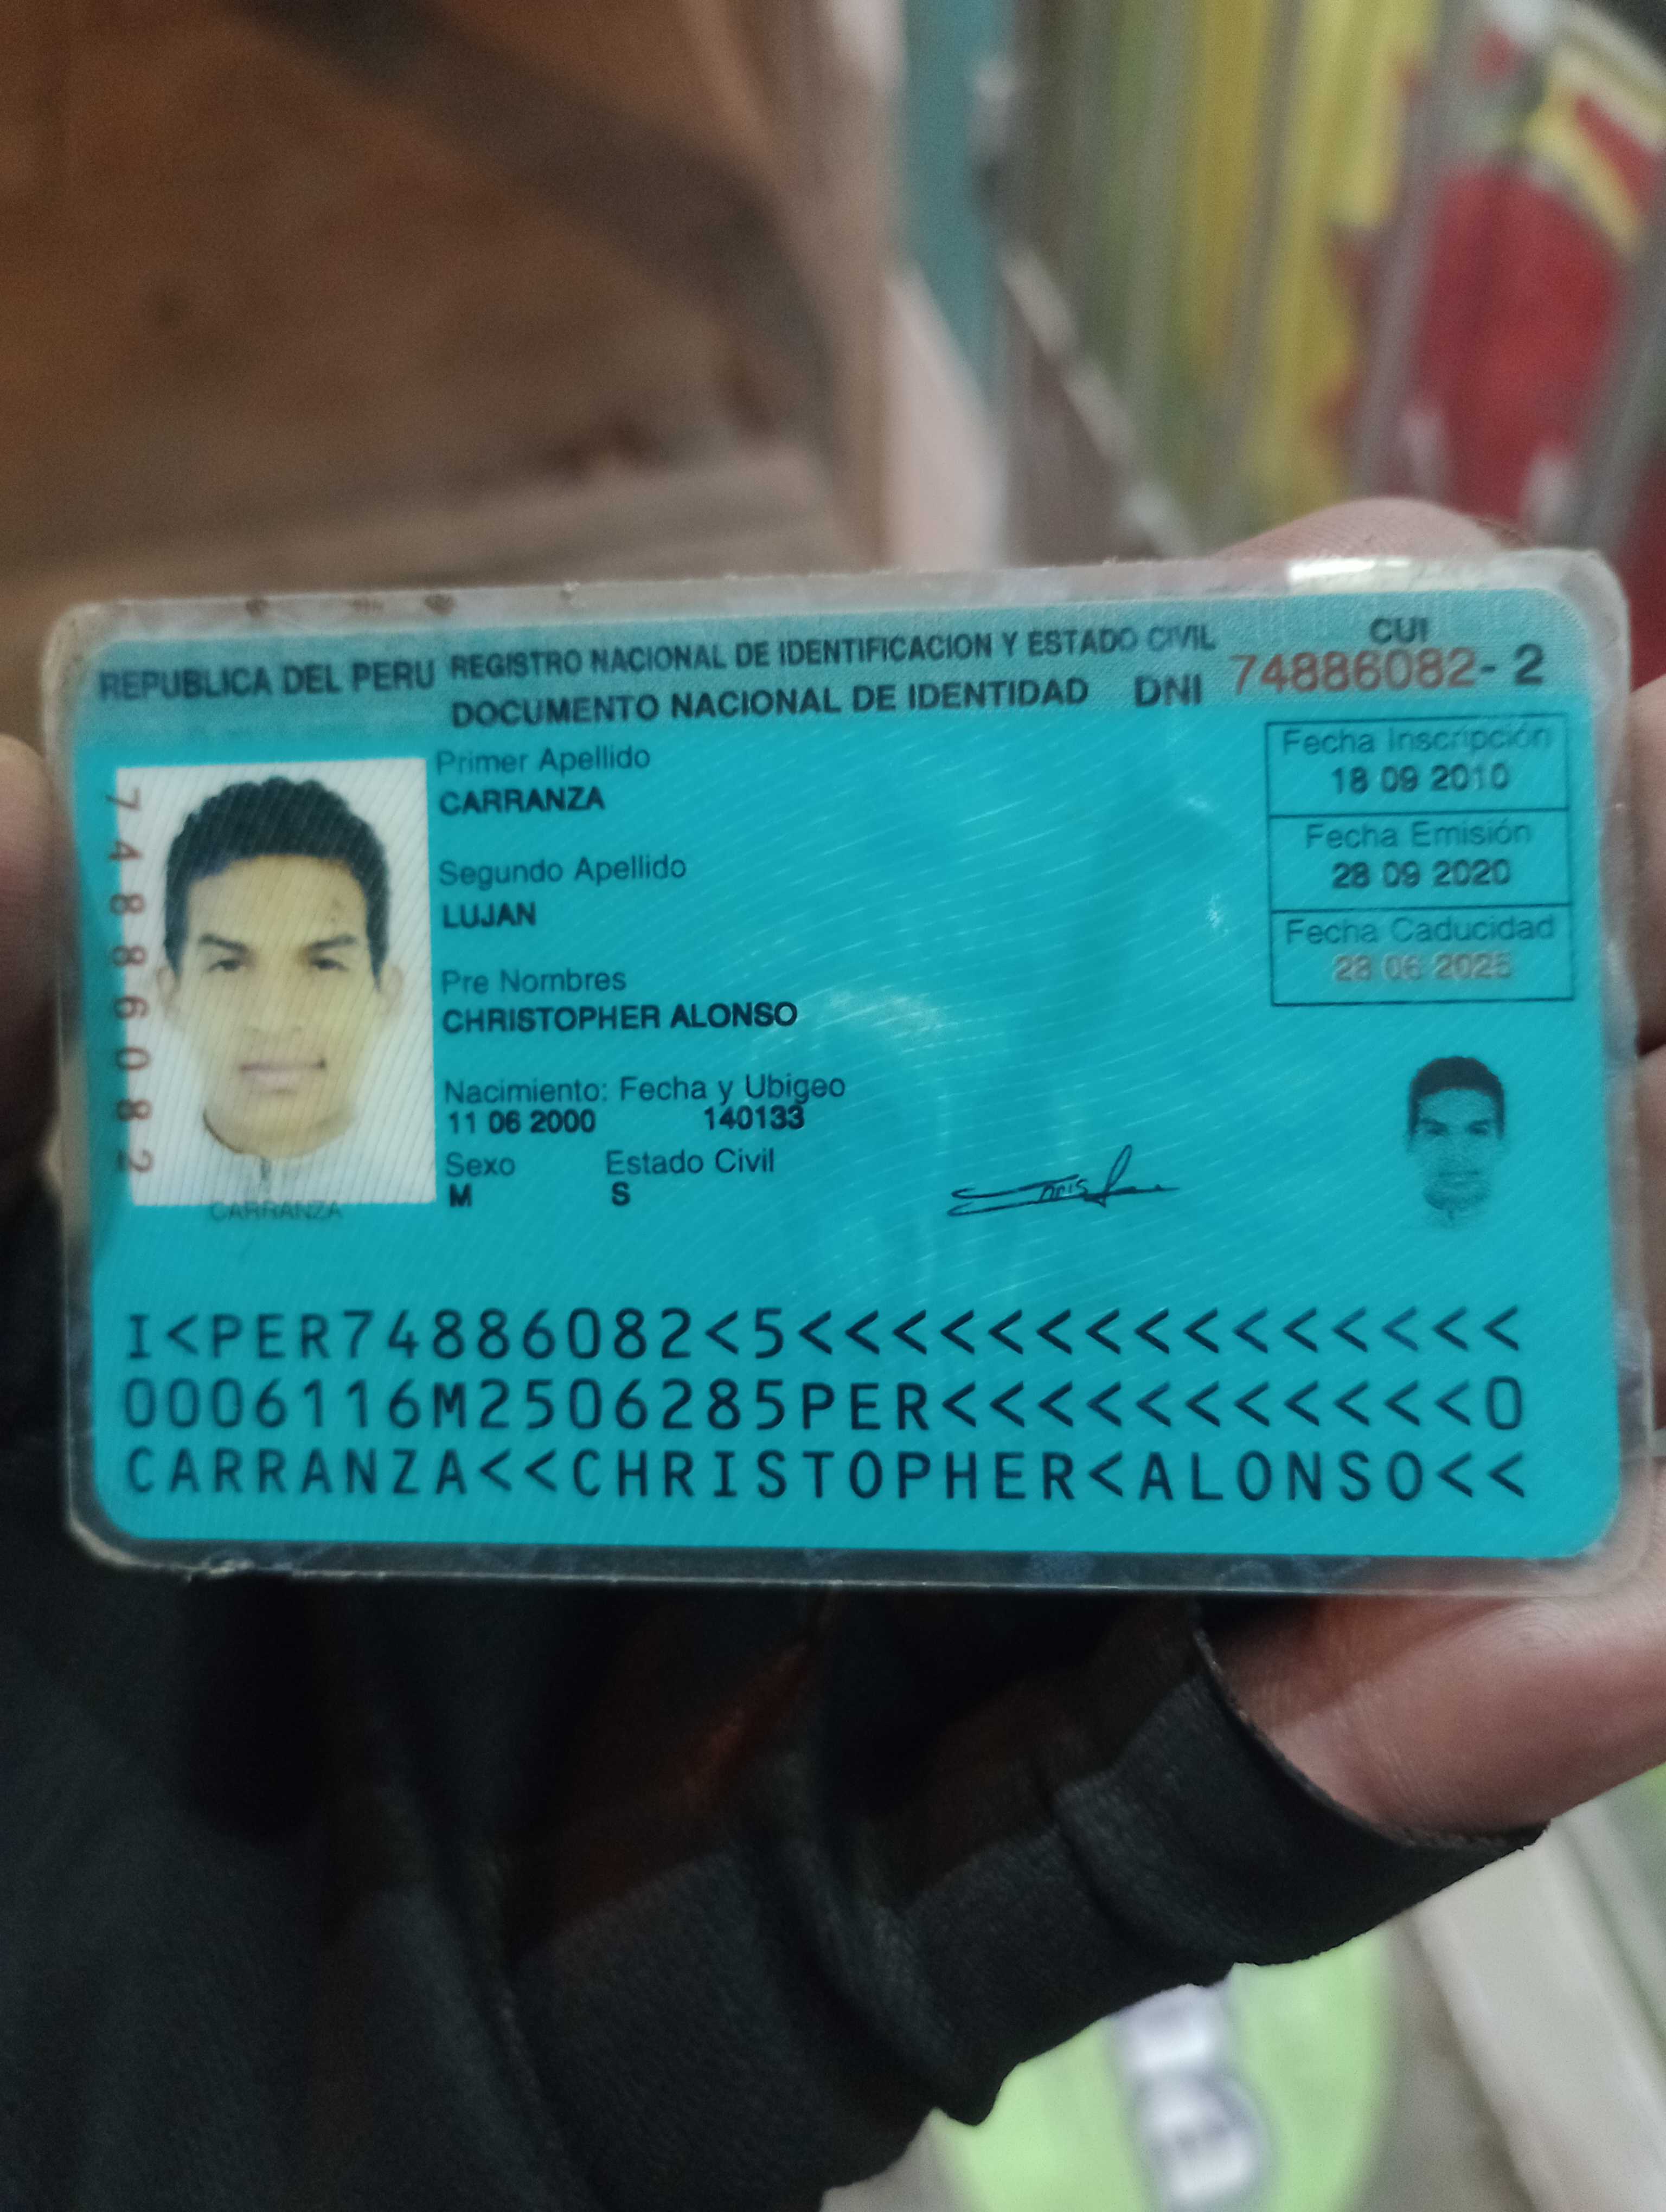 REPUBLICA DEL PERU REGISTRO NACIONAL DE IDENTIFICACION Y ESTADO CIVIL
DOCUMENTO NACIONAL DE IDENTIDAD DNI
CUI
74886082-2
Primer Apellido
CARRANZA
Segundo Apellido
LUJAN
Pre Nombres
CHRISTOPHER ALONSO
Nacimiento: Fecha y Ubigeo
11 06 2000 140133
Sexo Estado Civil
M S
Fecha Inscripción
18 09 2010
Fecha Emisión
28 09 2020
Fecha Caducidad
28 06 2025
74886082
CARRANZA
I<PER74886082<5<<<<<<<<<<<<<<<<
0006116M2506285PER<<<<<<<<<<<<0
CARRANZA<<CHRISTOPHER<ALONSO<<